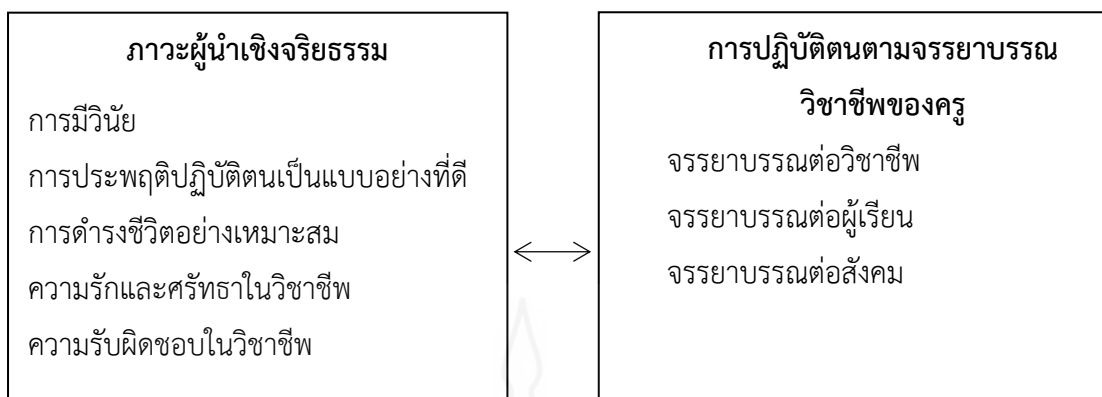 ภาวะผู้นำเชิงจริยธรรม
การมีวินัย
การประพฤติปฏิบัติตนเป็นแบบอย่างที่ดี
การดำรงชีวิตอย่างเหมาะสม
ความรักและศรัทธาในวิชาชีพ
ความรับผิดชอบในวิชาชีพ
การปฏิบัติตนตามจรรยาบรรณ
วิชาชีพของครู
จรรยาบรรณต่อวิชาชีพ
จรรยาบรรณต่อผู้เรียน
จรรยาบรรณต่อสังคม